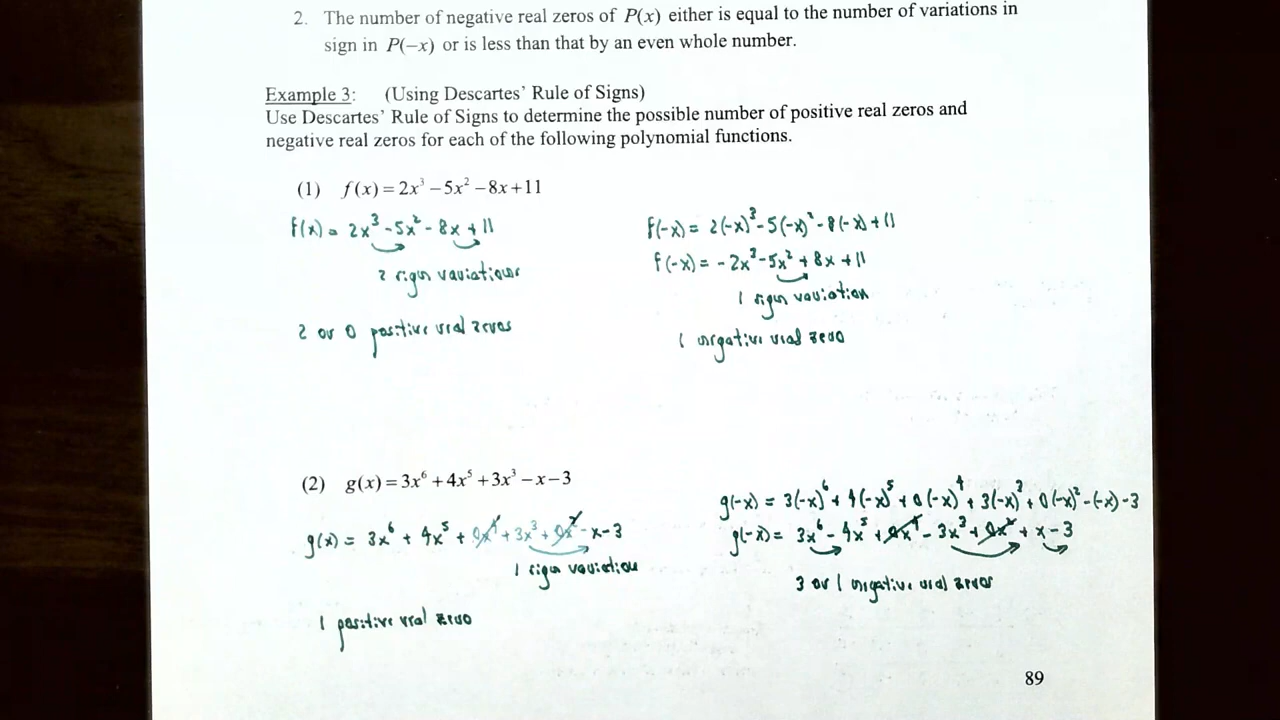 2. The number of negative real zeros of P(x) either is equal to the number of variations in
sign in P(−x) or is less than that by an even whole number.
Example 3: (Using Descartes' Rule of Signs)
Use Descartes' Rule of Signs to determine the possible number of positive real zeros and
negative real zeros for each of the following polynomial functions.
(1) f(x) = 2x³ − 5x² − 8x + 11
f(x) = 2x³ − 5x² − 8x + 11
2 sign variations
2 or 0 positive real zeros
f(−x) = 2(−x)³ − 5(−x)² − 8(−x) + 11
f(−x) = −2x³ − 5x² + 8x + 11
1 sign variation
1 negative real zero
(2) g(x) = 3x⁶ + 4x⁵ + 3x³ − x − 3
g(x) = 3x⁶ + 4x⁵ + 0x⁴ + 3x³ + 0x² − x − 3
1 sign variation
1 positive real zero
g(−x) = 3(−x)⁶ + 4(−x)⁵ + 0(−x)⁴ + 3(−x)³ + 0(−x)² − (−x) − 3
g(−x) = 3x⁶ − 4x⁵ + 0x⁴ − 3x³ + 0x² + x − 3
3 or 1 negative real zeros
89